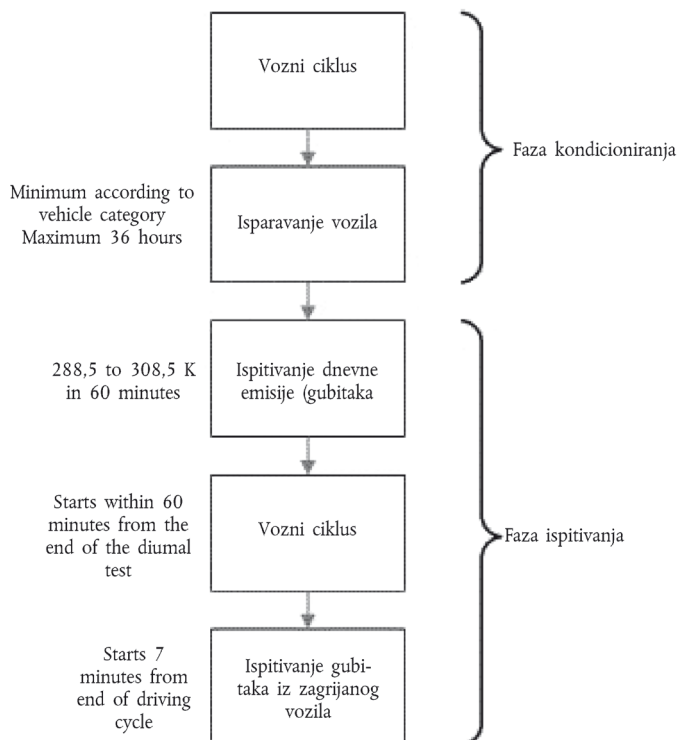 Vozni ciklus
Faza kondicioniranja
Minimum according to
vehicle category
Maximum 36 hours
Isparavanje vozila
288,5 to 308,5 K
in 60 minutes
Ispitivanje dnevne
emisije (gubitaka
Starts within 60
minutes from the
end of the diumal
test
Vozni ciklus
Faza ispitivanja
Starts 7
minutes from
end of driving
cycle
Ispitivanje gubi-
taka iz zagrijanog
vozila